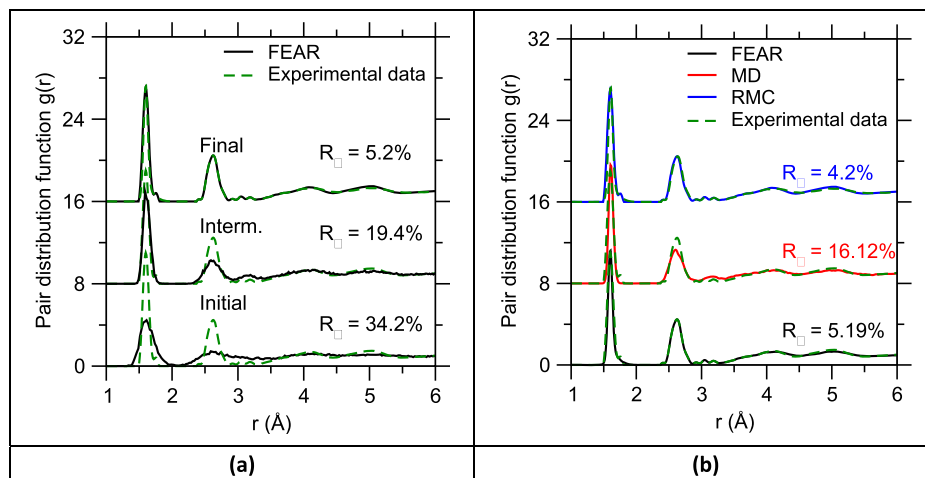 Pair distribution function g(r)
32
24
16
8
0
FEAR
Experimental data
Final
R□ = 5.2%
Interm.
R□ = 19.4%
Initial
R□ = 34.2%
1 2 3 4 5 6
r (Å)
(a)
Pair distribution function g(r)
32
24
16
8
0
FEAR
MD
RMC
Experimental data
R□ = 4.2%
R□ = 16.12%
R□ = 5.19%
1 2 3 4 5 6
r (Å)
(b)